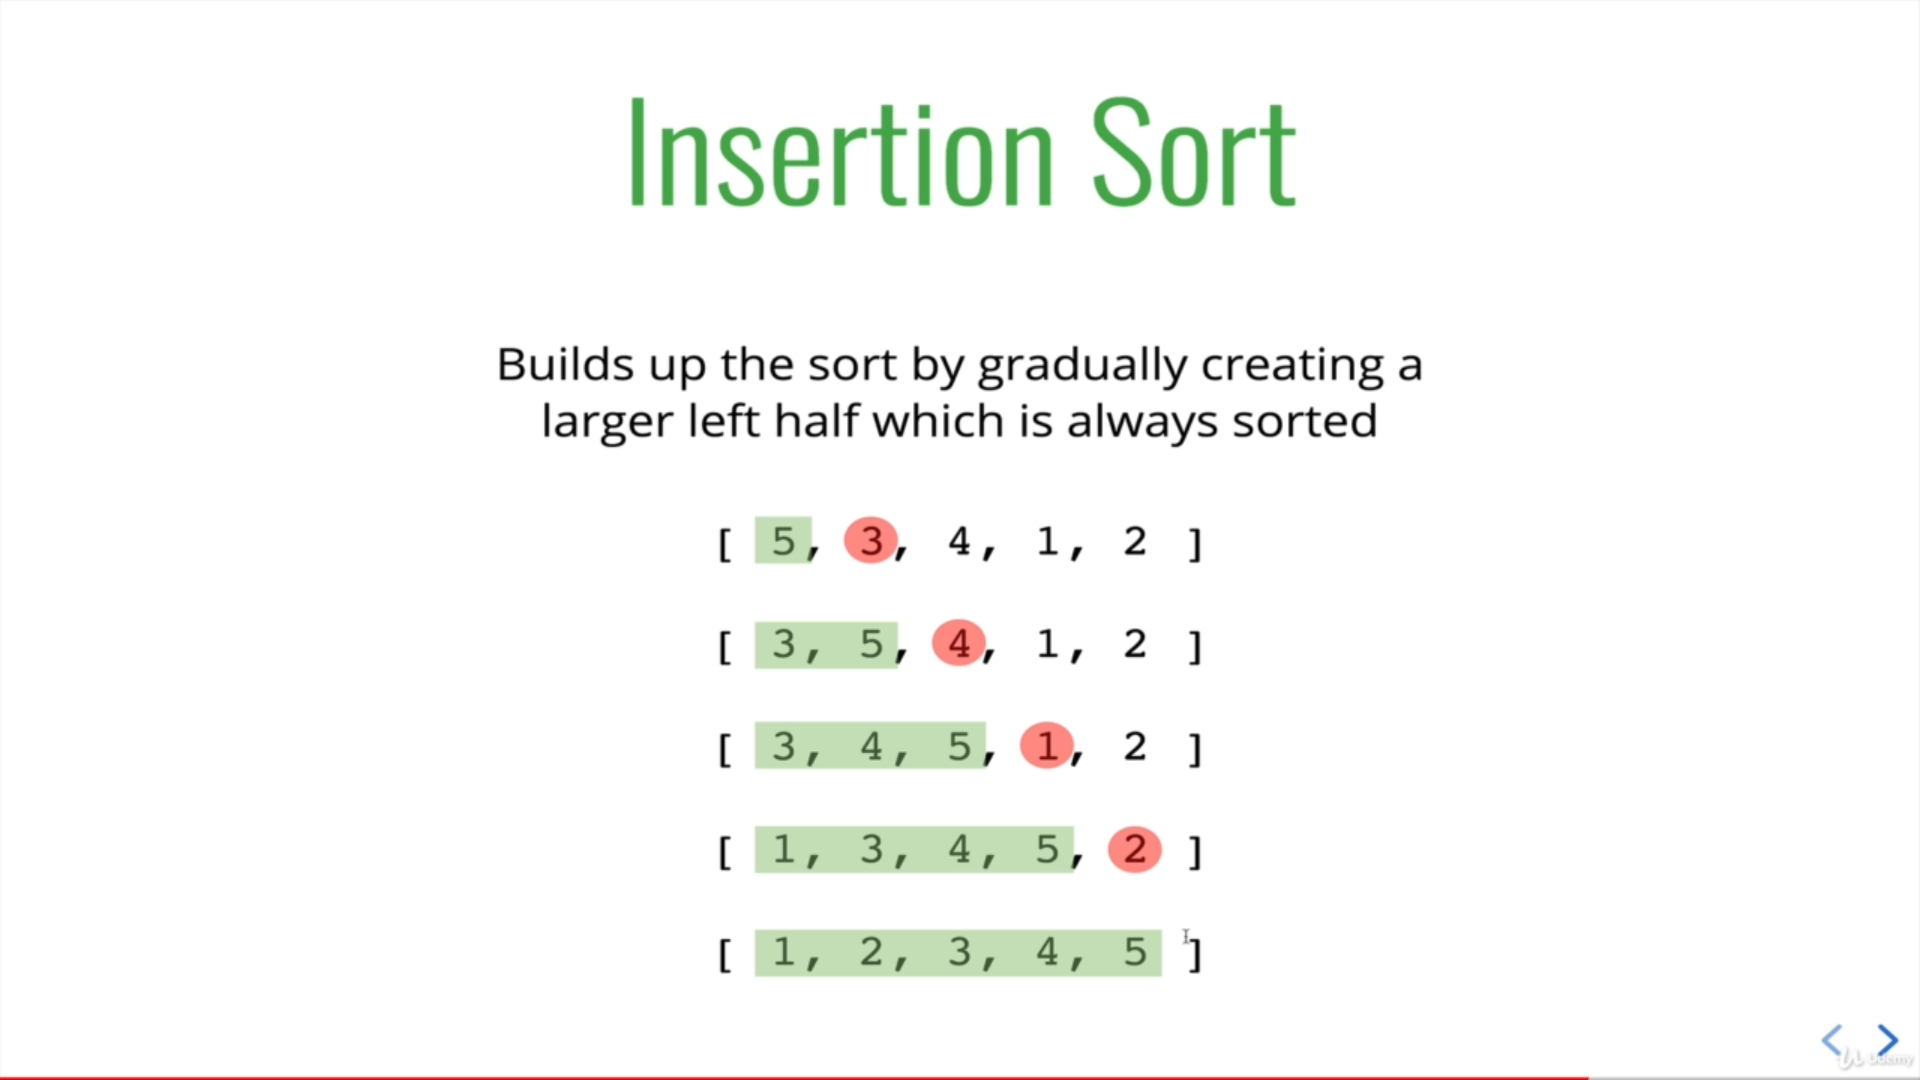 Insertion Sort
Builds up the sort by gradually creating a
larger left half which is always sorted
[ 5, 3, 4, 1, 2 ]
[ 3, 5, 4, 1, 2 ]
[ 3, 4, 5, 1, 2 ]
[ 1, 3, 4, 5, 2 ]
[ 1, 2, 3, 4, 5 ]
Udemy